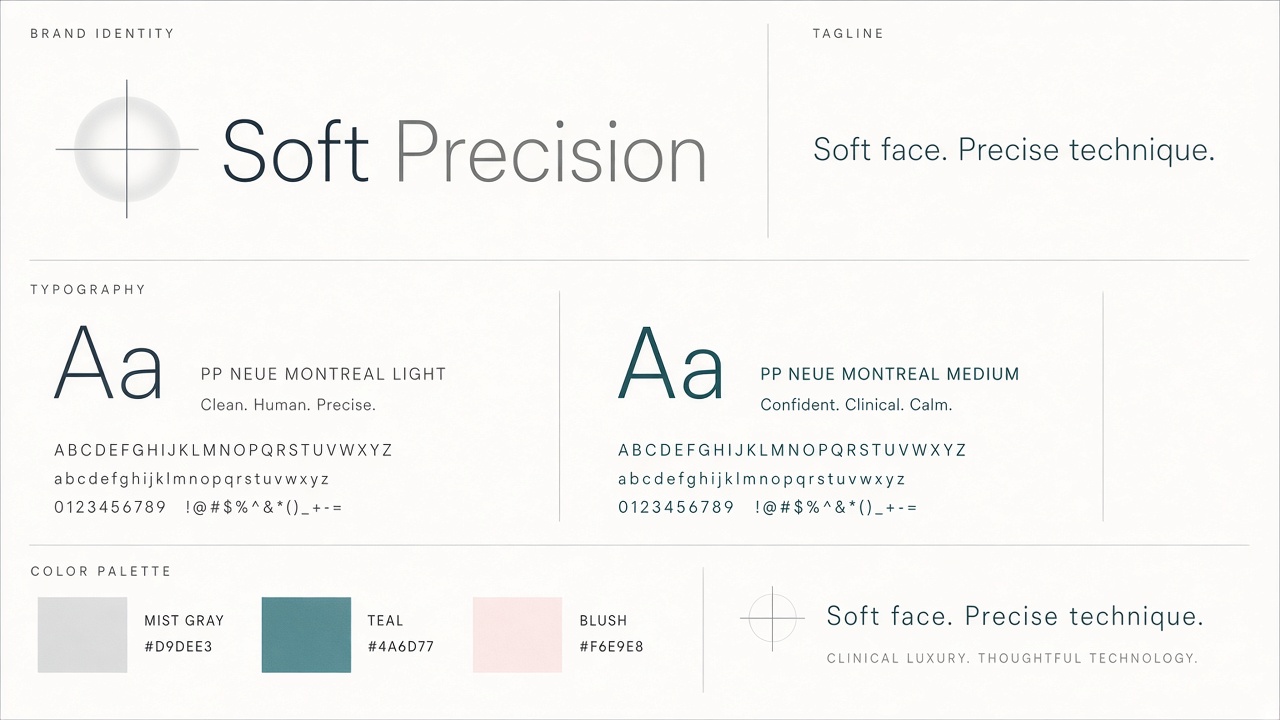 BRAND IDENTITY
Soft Precision
TAGLINE
Soft face. Precise technique.
TYPOGRAPHY
Aa
PP NEUE MONTREAL LIGHT
Clean. Human. Precise.
ABCDEFGHIJKLMNOPQRSTUVWXYZ
abcdefghijklmnopqrstuvwxyz
0123456789 !@#$%^&*()_+-=
Aa
PP NEUE MONTREAL MEDIUM
Confident. Clinical. Calm.
ABCDEFGHIJKLMNOPQRSTUVWXYZ
abcdefghijklmnopqrstuvwxyz
0123456789 !@#$%^&*()_+-=
COLOR PALETTE
MIST GRAY
#D9DEE3
TEAL
#4A6D77
BLUSH
#F6E9E8
Soft face. Precise technique.
CLINICAL LUXURY. THOUGHTFUL TECHNOLOGY.